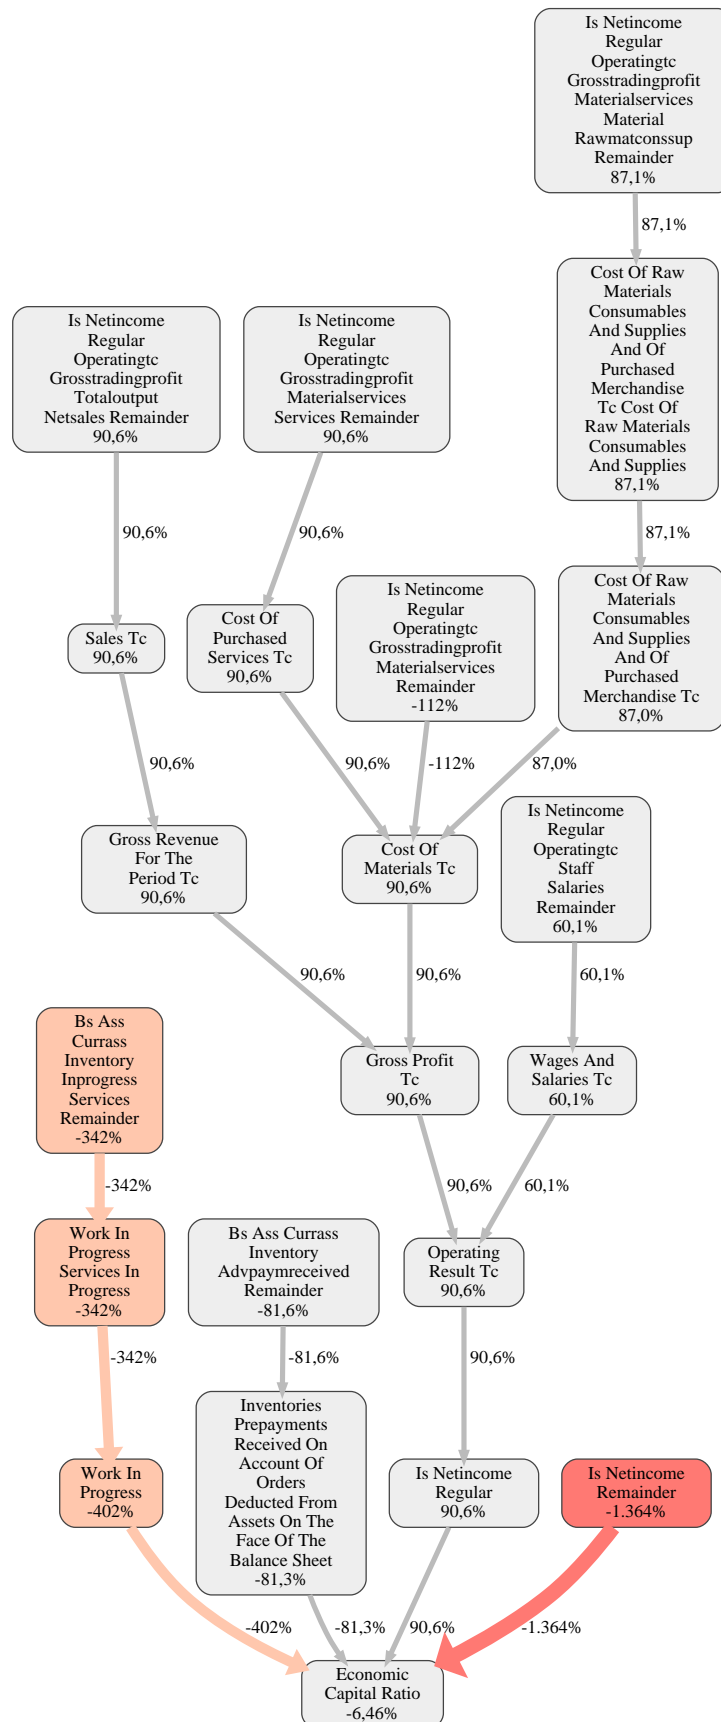 Is Netincome
Regular
Operatingtc
Grosstradingprofit
Materialservices
Material
Rawmatconssup
Remainder
87,1%
87,1%
Cost Of Raw
Materials
Consumables
And Supplies
And Of
Purchased
Merchandise
Tc Cost Of
Raw Materials
Consumables
And Supplies
87,1%
Is Netincome
Regular
Operatingtc
Grosstradingprofit
Totaloutput
Netsales Remainder
90,6%
Is Netincome
Regular
Operatingtc
Grosstradingprofit
Materialservices
Services Remainder
90,6%
90,6%
90,6%
87,1%
Sales Tc
90,6%
Cost Of
Purchased
Services Tc
90,6%
Is Netincome
Regular
Operatingtc
Grosstradingprofit
Materialservices
Remainder
-112%
Cost Of Raw
Materials
Consumables
And Supplies
And Of
Purchased
Merchandise Tc
87,0%
90,6%
90,6%
-112%
87,0%
Gross Revenue
For The
Period Tc
90,6%
Cost Of
Materials Tc
90,6%
Is Netincome
Regular
Operatingtc
Staff
Salaries
Remainder
60,1%
90,6%
90,6%
60,1%
Bs Ass
Currass
Inventory
Inprogress
Services
Remainder
-342%
Gross Profit
Tc
90,6%
Wages And
Salaries Tc
60,1%
-342%
90,6%
60,1%
Work In
Progress
Services In
Progress
-342%
Bs Ass Currass
Inventory
Advpaymreceived
Remainder
-81,6%
Operating
Result Tc
90,6%
-342%
-81,6%
90,6%
Work In
Progress
-402%
Inventories
Prepayments
Received On
Account Of
Orders
Deducted From
Assets On The
Face Of The
Balance Sheet
-81,3%
Is Netincome
Regular
90,6%
Is Netincome
Remainder
-1.364%
-402%
-81,3%
90,6%
-1.364%
Economic
Capital Ratio
-6,46%